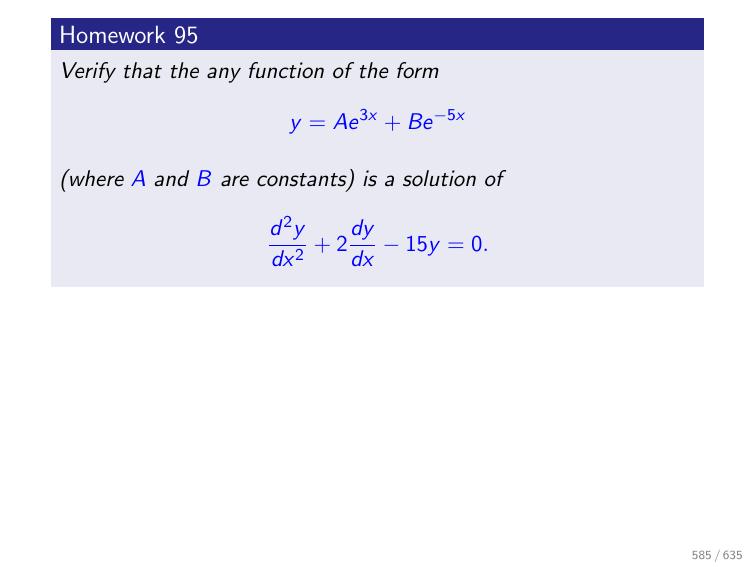 Homework 95
Verify that the any function of the form
y = Ae^{3x} + Be^{−5x}
(where A and B are constants) is a solution of
\frac{d^2y}{dx^2} + 2\frac{dy}{dx} − 15y = 0.
585 / 635